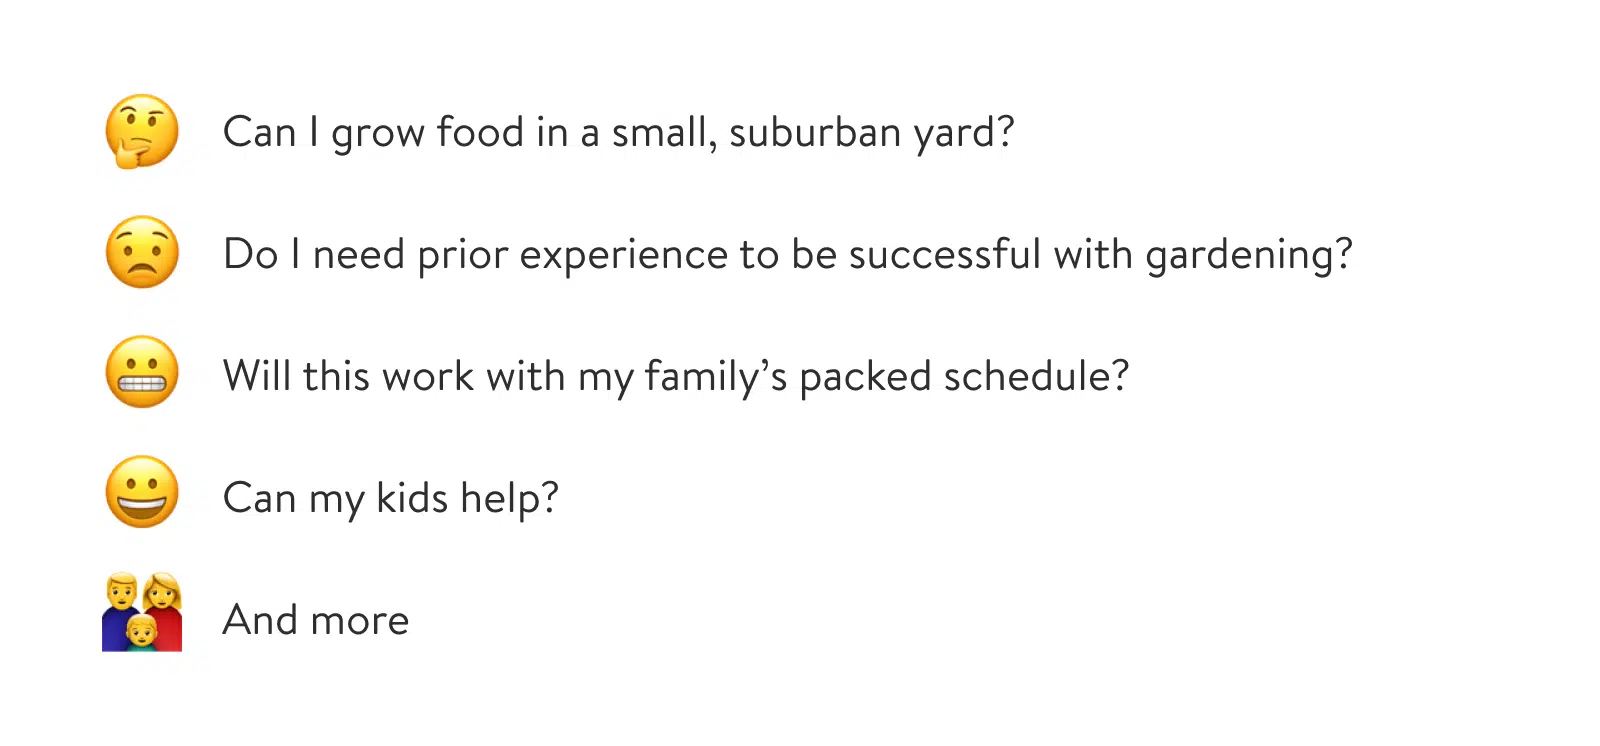 Can I grow food in a small, suburban yard?
Do I need prior experience to be successful with gardening?
Will this work with my family’s packed schedule?
Can my kids help?
And more